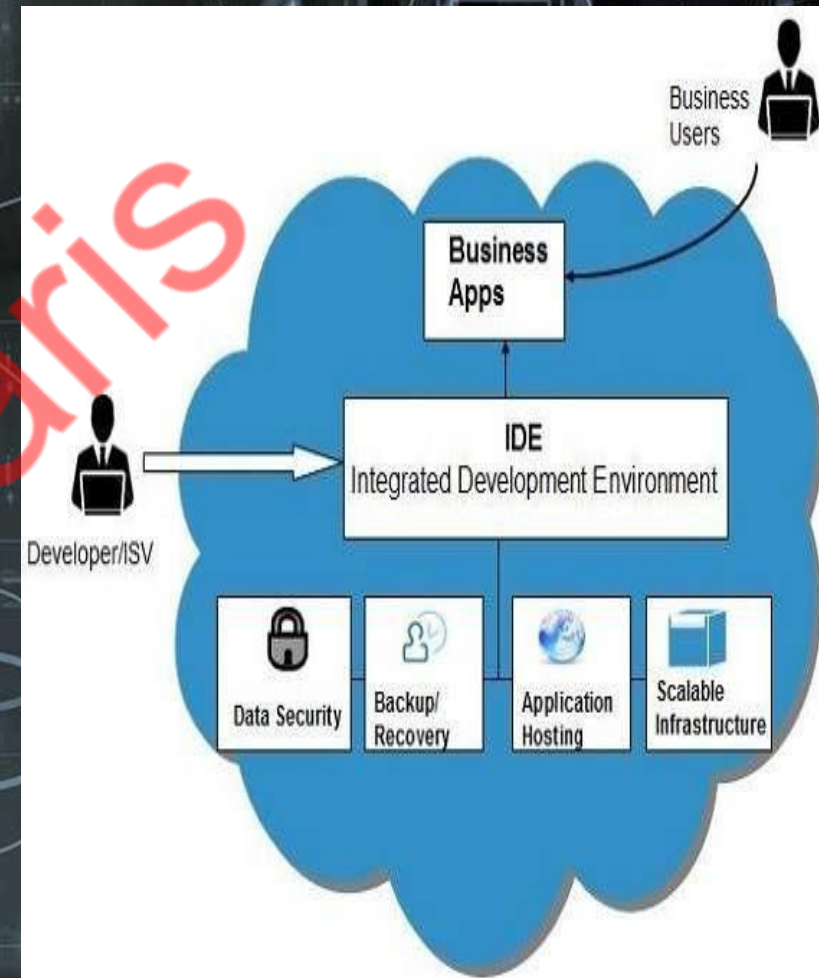 Business
Users
Business
Apps
IDE
Integrated Development Environment
Developer/ISV
Data Security
Backup/
Recovery
Application
Hosting
Scalable
Infrastructure